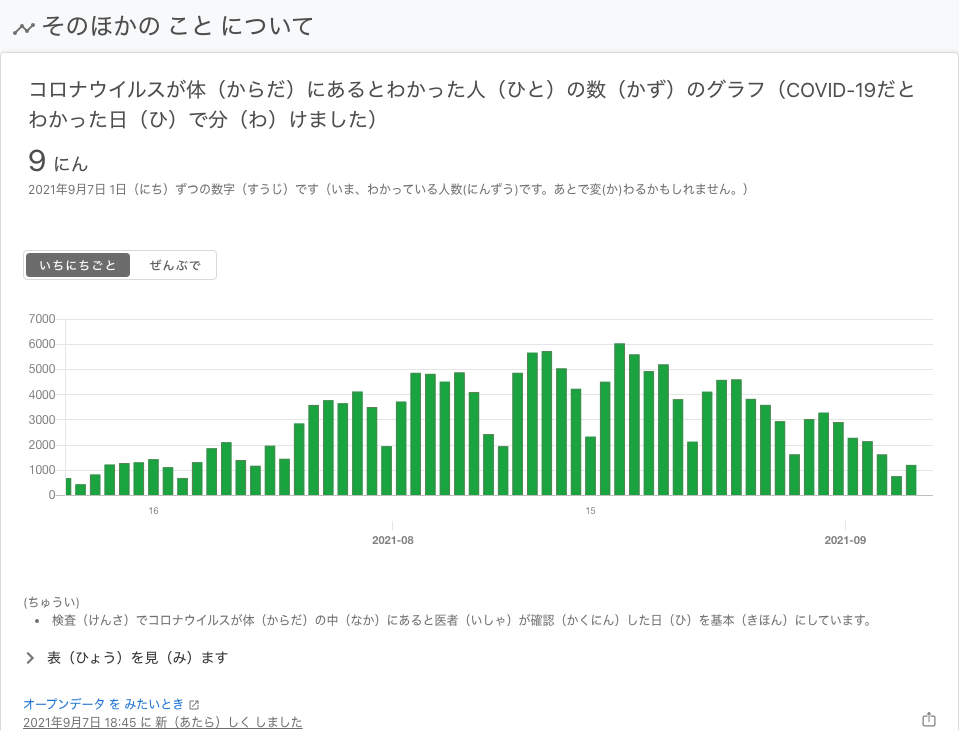 そのほかの こと について
コロナウイルスが体（からだ）にあるとわかった人（ひと）の数（かず）のグラフ（COVID-19だと
わかった日（ひ）で分（わ）けました）
9 にん
2021年9月7日 1日（にち）ずつの数字（すうじ）です（いま、わかっている人数(にんずう)です。あとで変(か)わるかもしれません。）
いちにちごと ぜんぶで
7000
6000
5000
4000
3000
2000
1000
0
16 15
2021-08 2021-09
(ちゅうい)
• 検査（けんさ）でコロナウイルスが体（からだ）の中（なか）にあると医者（いしゃ）が確認（かくにん）した日（ひ）を基本（きほん）にしています。
表（ひょう）を見（み）ます
オープンデータ を みたいとき
2021年9月7日 18:45 に 新（あたら）しく しました